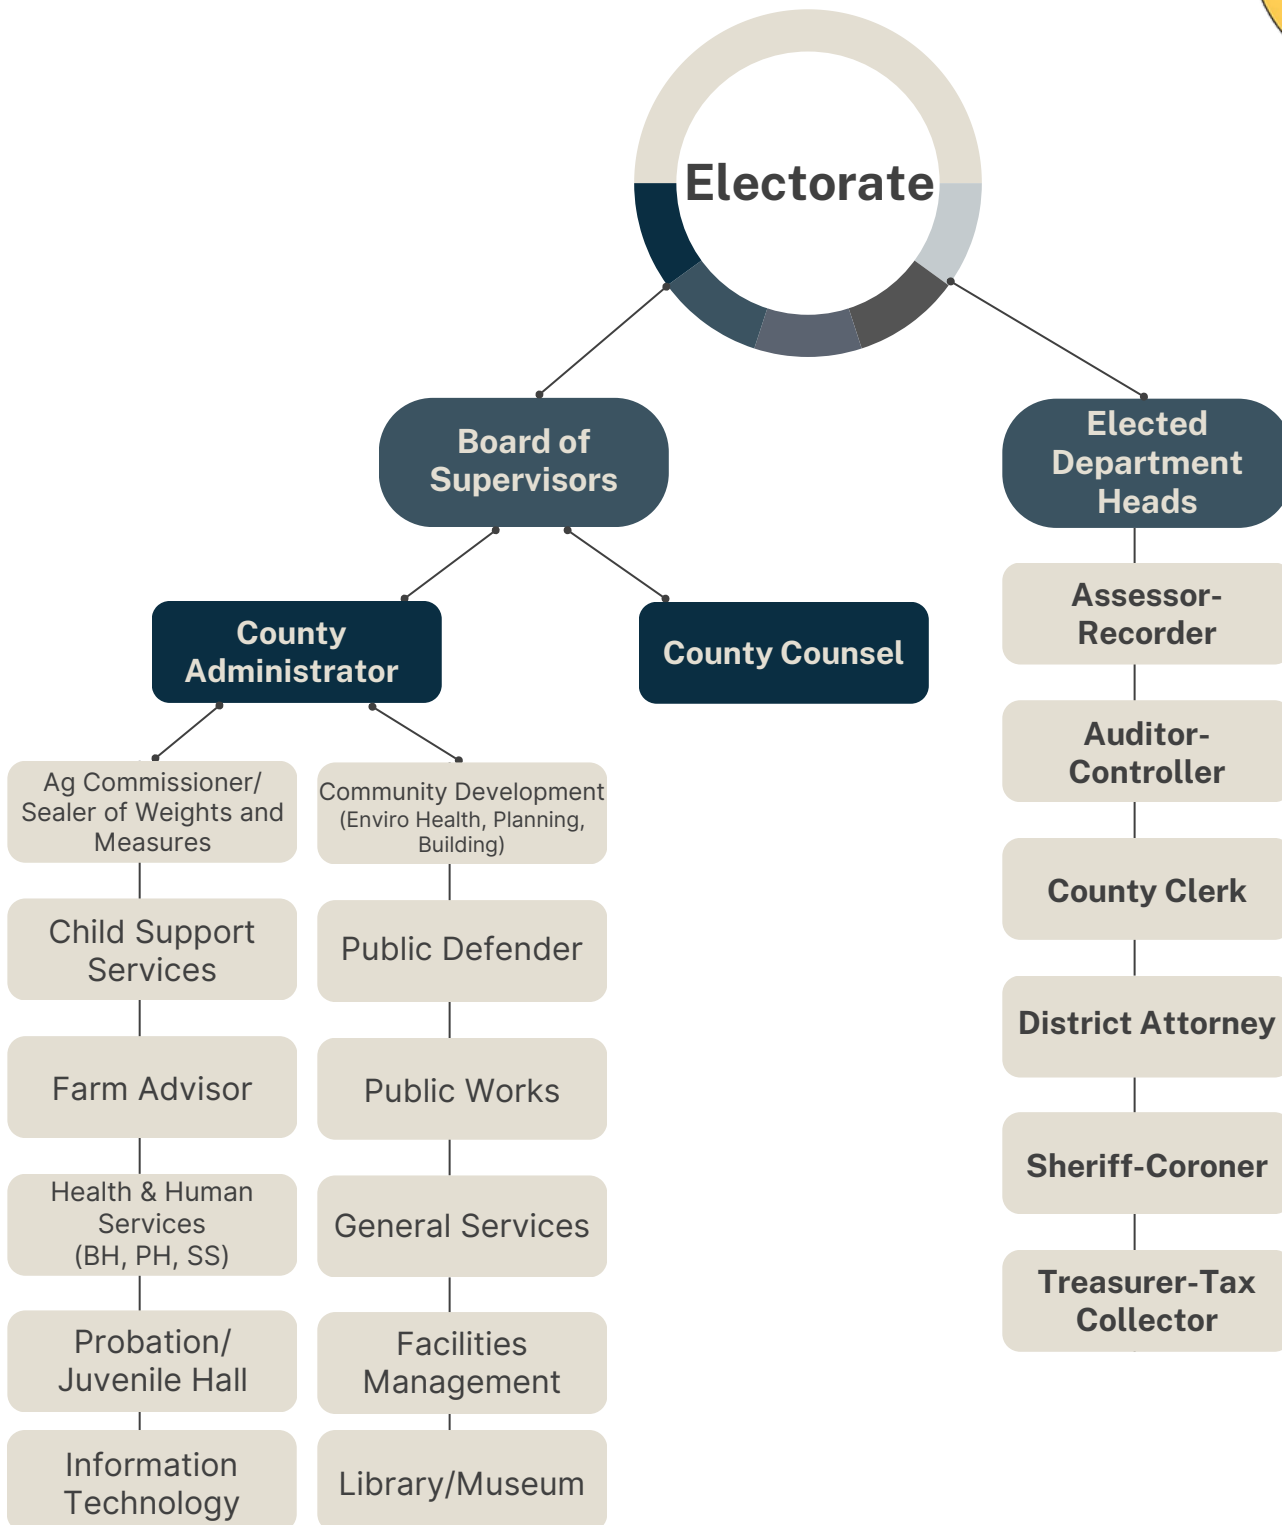 Electorate
Board of
Supervisors
Elected
Department
Heads
County
Administrator
County Counsel
Assessor-
Recorder
Auditor-
Controller
County Clerk
District Attorney
Sheriff-Coroner
Treasurer-Tax
Collector
Ag Commissioner/
Sealer of Weights and
Measures
Child Support
Services
Farm Advisor
Health & Human
Services
(BH, PH, SS)
Probation/
Juvenile Hall
Information
Technology
Community Development
(Enviro Health, Planning,
Building)
Public Defender
Public Works
General Services
Facilities
Management
Library/Museum